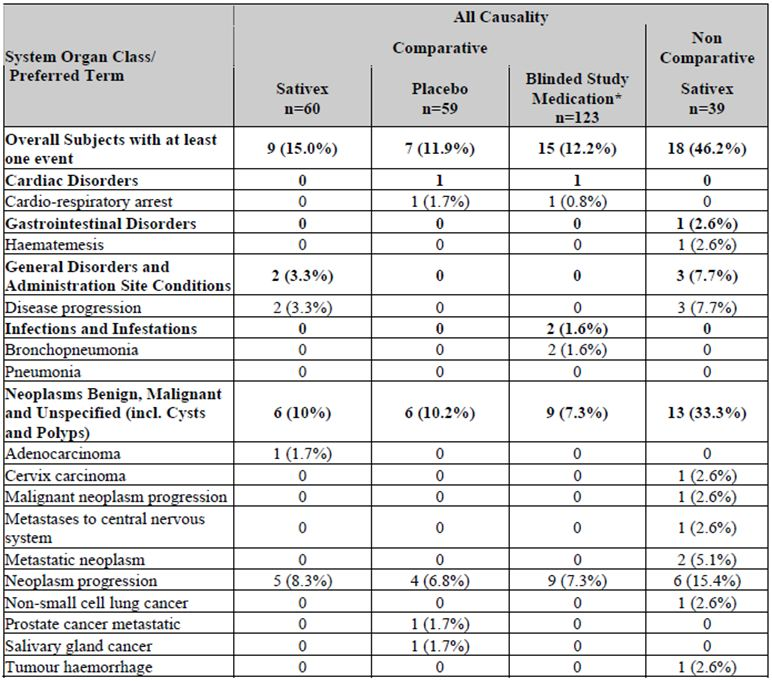 System Organ Class/
Preferred Term
All Causality
Comparative
Non
Comparative
Sativex
n=60
Placebo
n=59
Blinded Study
Medication*
n=123
Sativex
n=39
Overall Subjects with at least
one event
9 (15.0%) 7 (11.9%) 15 (12.2%) 18 (46.2%)
Cardiac Disorders 0 1 1 0
Cardio-respiratory arrest 0 1 (1.7%) 1 (0.8%) 0
Gastrointestinal Disorders 0 0 0 1 (2.6%)
Haematemesis 0 0 0 1 (2.6%)
General Disorders and
Administration Site Conditions
2 (3.3%) 0 0 3 (7.7%)
Disease progression 2 (3.3%) 0 0 3 (7.7%)
Infections and Infestations 0 0 2 (1.6%) 0
Bronchopneumonia 0 0 2 (1.6%) 0
Pneumonia 0 0 0 0
Neoplasms Benign, Malignant
and Unspecified (incl. Cysts
and Polyps)
6 (10%) 6 (10.2%) 9 (7.3%) 13 (33.3%)
Adenocarcinoma 1 (1.7%) 0 0 0
Cervix carcinoma 0 0 0 1 (2.6%)
Malignant neoplasm progression 0 0 0 1 (2.6%)
Metastases to central nervous
system
0 0 0 1 (2.6%)
Metastatic neoplasm 0 0 0 2 (5.1%)
Neoplasm progression 5 (8.3%) 4 (6.8%) 9 (7.3%) 6 (15.4%)
Non-small cell lung cancer 0 0 0 1 (2.6%)
Prostate cancer metastatic 0 1 (1.7%) 0 0
Salivary gland cancer 0 1 (1.7%) 0 0
Tumour haemorrhage 0 0 0 1 (2.6%)